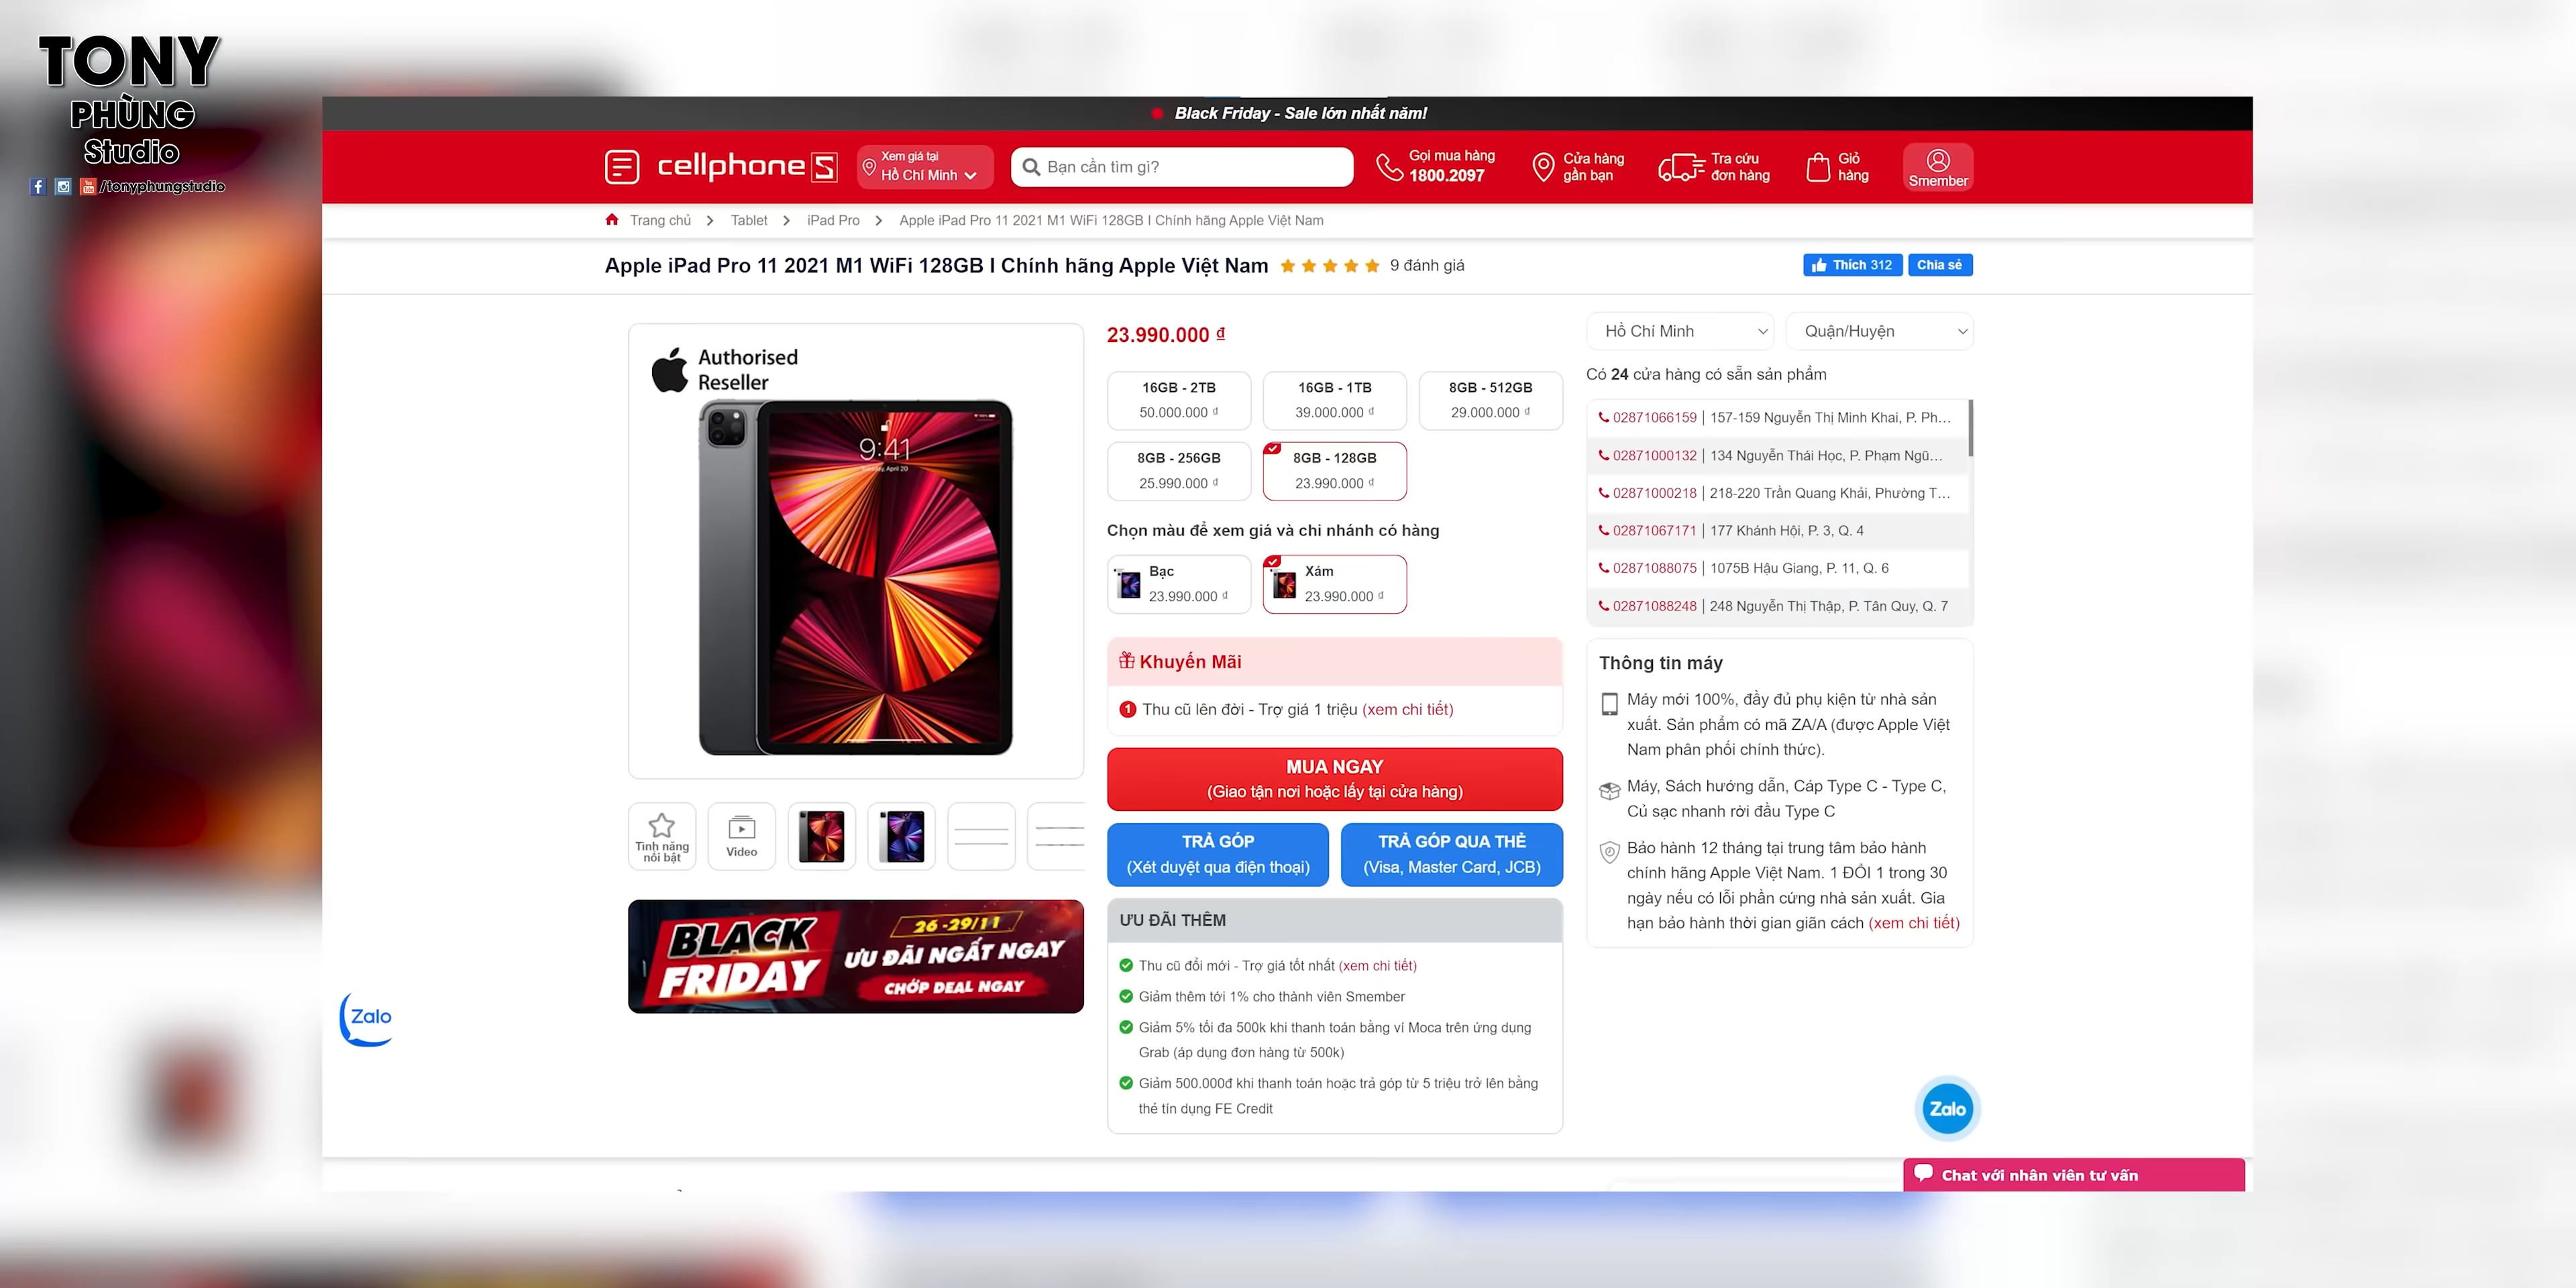 TONY
PHÙNG
Studio
/tonyphungstudio
Black Friday - Sale lớn nhất năm!
cellphoneS
Xem giá tại
Hồ Chí Minh
Bạn cần tìm gì?
Gọi mua hàng
1800.2097
Cửa hàng
gần bạn
Tra cứu
đơn hàng
Giỏ
hàng
Smember
Trang chủ
Tablet
iPad Pro
Apple iPad Pro 11 2021 M1 WiFi 128GB I Chính hãng Apple Việt Nam
Apple iPad Pro 11 2021 M1 WiFi 128GB I Chính hãng Apple Việt Nam
9 đánh giá
Thích 312
Chia sẻ
Authorised
Reseller
9:41
Tuesday, April 20
Tính năng
nổi bật
Video
BLACK
FRIDAY
26 -29/11
ƯU ĐÃI NGẤT NGAY
CHỚP DEAL NGAY
Zalo
23.990.000 đ
16GB - 2TB
50.000.000 đ
16GB - 1TB
39.000.000 đ
8GB - 512GB
29.000.000 đ
8GB - 256GB
25.990.000 đ
8GB - 128GB
23.990.000 đ
Chọn màu để xem giá và chi nhánh có hàng
Bạc
23.990.000 đ
Xám
23.990.000 đ
Khuyến Mãi
1 Thu cũ lên đời - Trợ giá 1 triệu (xem chi tiết)
MUA NGAY
(Giao tận nơi hoặc lấy tại cửa hàng)
TRẢ GÓP
(Xét duyệt qua điện thoại)
TRẢ GÓP QUA THẺ
(Visa, Master Card, JCB)
ƯU ĐÃI THÊM
Thu cũ đổi mới - Trợ giá tốt nhất (xem chi tiết)
Giảm thêm tới 1% cho thành viên Smember
Giảm 5% tối đa 500k khi thanh toán bằng ví Moca trên ứng dụng
Grab (áp dụng đơn hàng từ 500k)
Giảm 500.000đ khi thanh toán hoặc trả góp từ 5 triệu trở lên bằng
thẻ tín dụng FE Credit
Hồ Chí Minh
Quận/Huyện
Có 24 cửa hàng có sẵn sản phẩm
02871066159 | 157-159 Nguyễn Thị Minh Khai, P. Ph...
02871000132 | 134 Nguyễn Thái Học, P. Phạm Ngũ...
02871000218 | 218-220 Trần Quang Khải, Phường T...
02871067171 | 177 Khánh Hội, P. 3, Q. 4
02871088075 | 1075B Hậu Giang, P. 11, Q. 6
02871088248 | 248 Nguyễn Thị Thập, P. Tân Quy, Q. 7
Thông tin máy
Máy mới 100%, đầy đủ phụ kiện từ nhà sản
xuất. Sản phẩm có mã ZA/A (được Apple Việt
Nam phân phối chính thức).
Máy, Sách hướng dẫn, Cáp Type C - Type C,
Củ sạc nhanh rời đầu Type C
Bảo hành 12 tháng tại trung tâm bảo hành
chính hãng Apple Việt Nam. 1 ĐỔI 1 trong 30
ngày nếu có lỗi phần cứng nhà sản xuất. Gia
hạn bảo hành thời gian giãn cách (xem chi tiết)
Zalo
Chat với nhân viên tư vấn